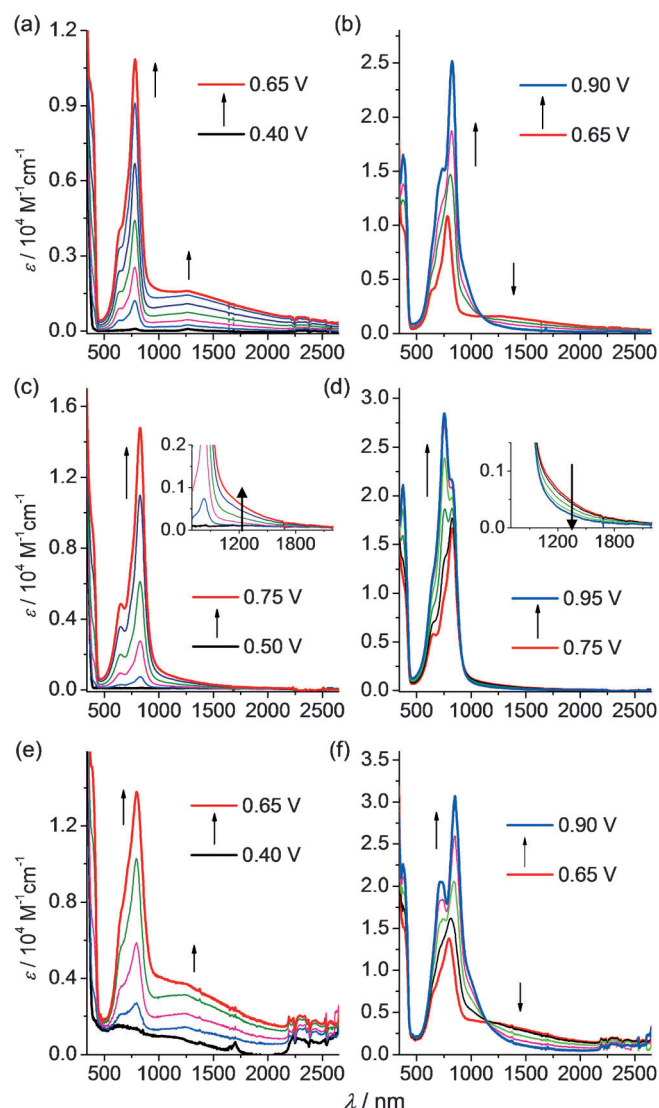 (a)
0.65 V
0.40 V
1.2
0.9
0.6
0.3
0.0
500 1000 1500 2000 2500
(b)
0.90 V
0.65 V
2.5
2.0
1.5
1.0
0.5
0.0
500 1000 1500 2000 2500
(c)
0.75 V
0.50 V
1.6
1.2
0.8
0.4
0.0
500 1000 1500 2000 2500
0.2
0.1
0.0
1200 1800
(d)
0.95 V
0.75 V
3.0
2.5
2.0
1.5
1.0
0.5
0.0
500 1000 1500 2000 2500
0.1
0.0
1200 1800
(e)
0.65 V
0.40 V
1.2
0.8
0.4
0.0
500 1000 1500 2000 2500
(f)
0.90 V
0.65 V
3.5
3.0
2.5
2.0
1.5
1.0
0.5
0.0
500 1000 1500 2000 2500
ε / 10⁴ M⁻¹cm⁻¹
ε / 10⁴ M⁻¹cm⁻¹
ε / 10⁴ M⁻¹cm⁻¹
λ / nm